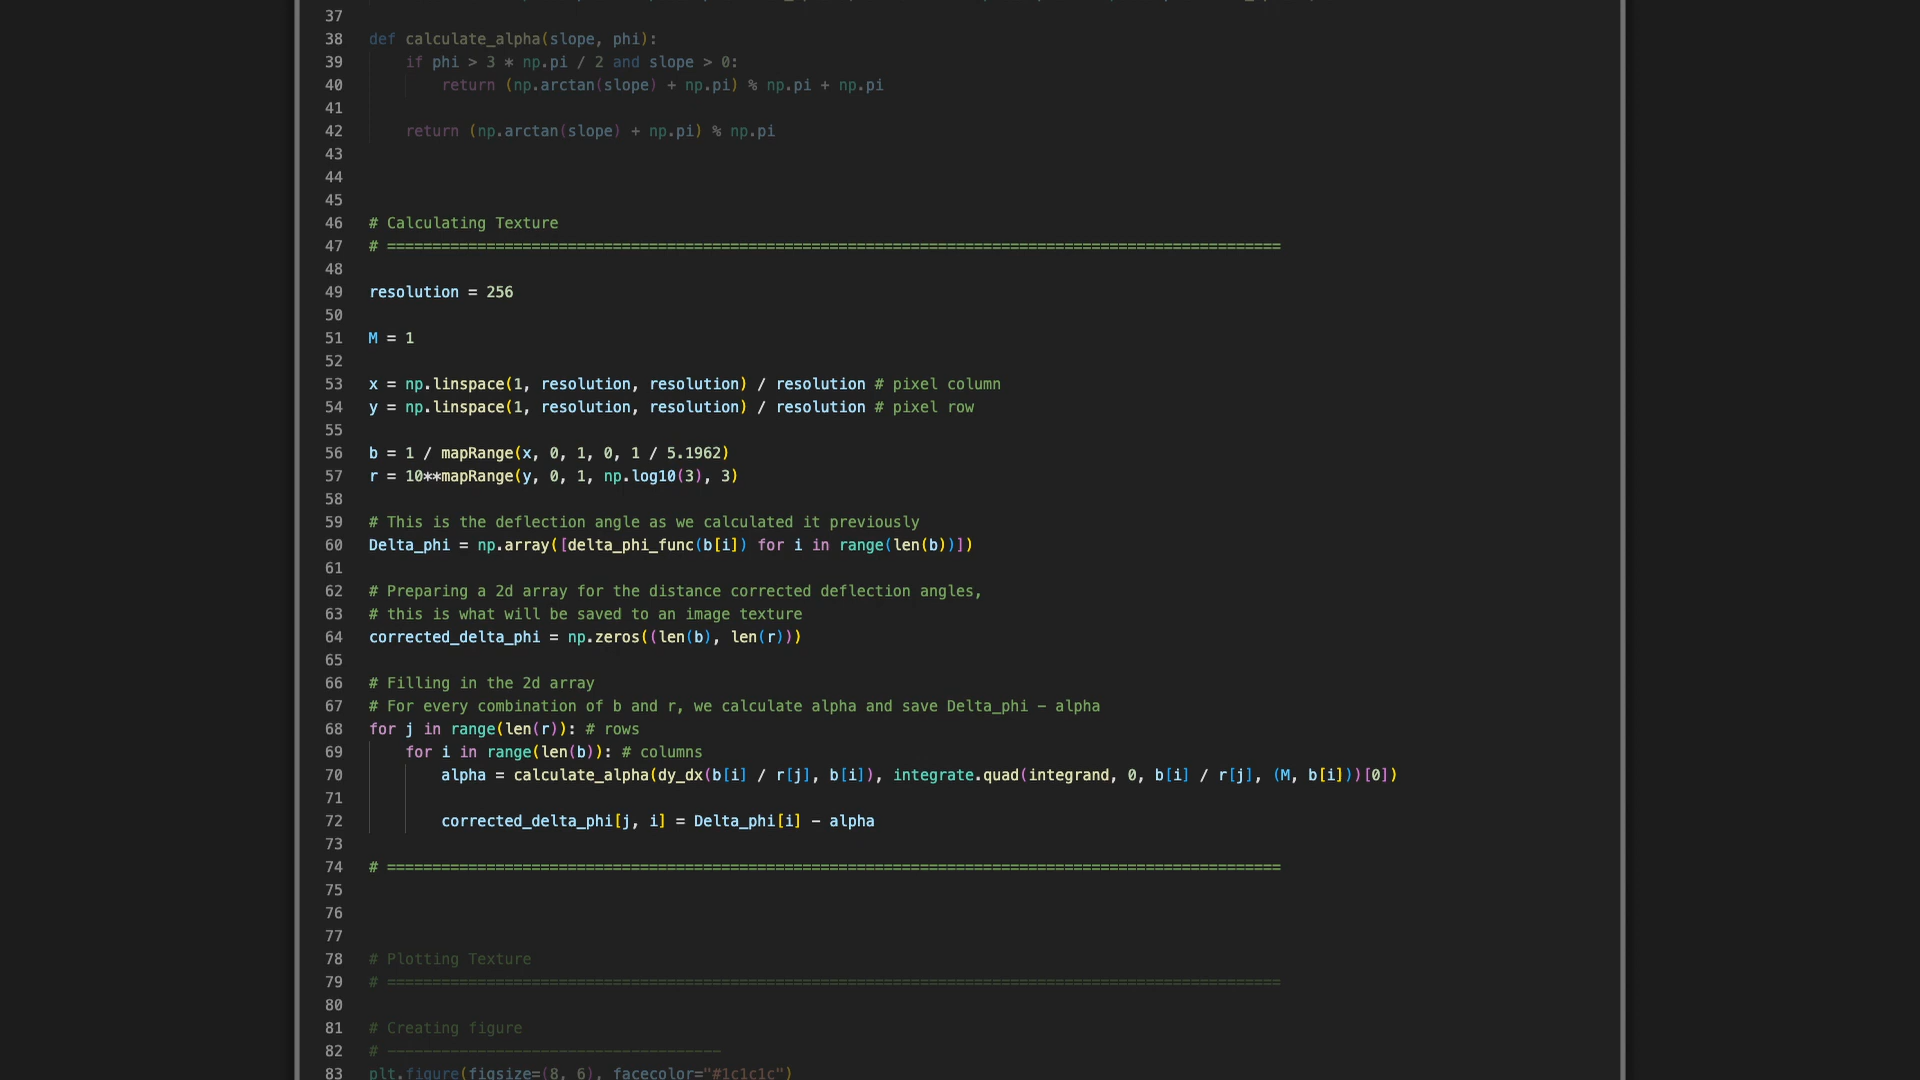 37
38 def calculate_alpha(slope, phi):
39 if phi > 3 * np.pi / 2 and slope > 0:
40 return (np.arctan(slope) + np.pi) % np.pi + np.pi
41
42 return (np.arctan(slope) + np.pi) % np.pi
43
44
45
46 # Calculating Texture
47 # ===================================================================================================
48
49 resolution = 256
50
51 M = 1
52
53 x = np.linspace(1, resolution, resolution) / resolution # pixel column
54 y = np.linspace(1, resolution, resolution) / resolution # pixel row
55
56 b = 1 / mapRange(x, 0, 1, 0, 1 / 5.1962)
57 r = 10**mapRange(y, 0, 1, np.log10(3), 3)
58
59 # This is the deflection angle as we calculated it previously
60 Delta_phi = np.array([delta_phi_func(b[i]) for i in range(len(b))])
61
62 # Preparing a 2d array for the distance corrected deflection angles,
63 # this is what will be saved to an image texture
64 corrected_delta_phi = np.zeros((len(b), len(r)))
65
66 # Filling in the 2d array
67 # For every combination of b and r, we calculate alpha and save Delta_phi - alpha
68 for j in range(len(r)): # rows
69 for i in range(len(b)): # columns
70 alpha = calculate_alpha(dy_dx(b[i] / r[j], b[i]), integrate.quad(integrand, 0, b[i] / r[j], (M, b[i]))[0])
71
72 corrected_delta_phi[j, i] = Delta_phi[i] - alpha
73
74 # ===================================================================================================
75
76
77
78 # Plotting Texture
79 # ===================================================================================================
80
81 # Creating figure
82 # -------------------------------------
83 plt.figure(figsize=(8, 6), facecolor="#1c1c1c")